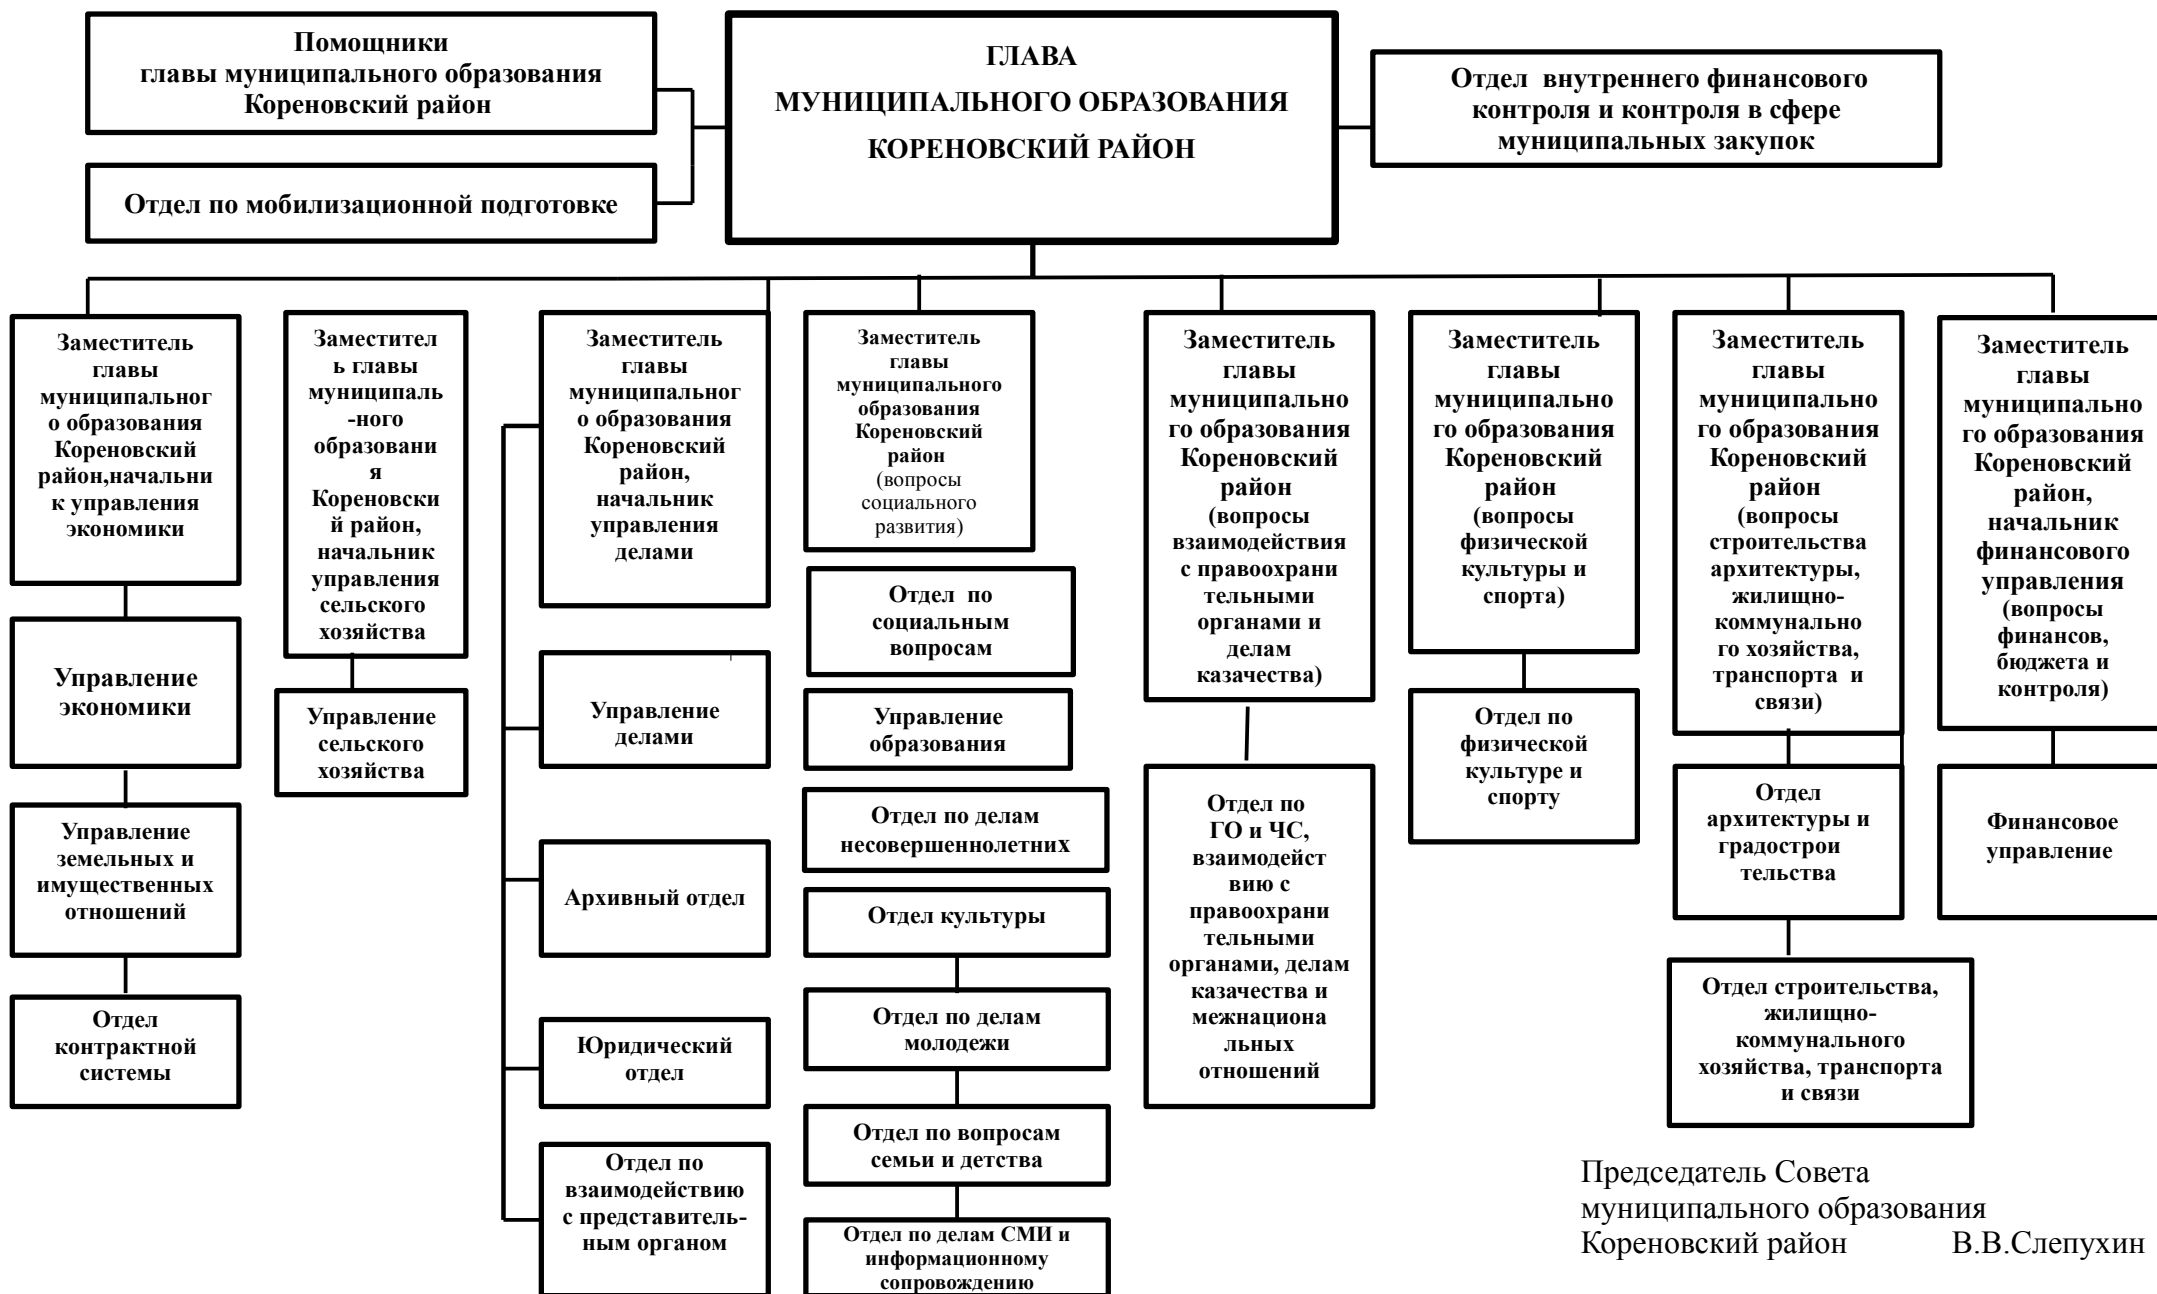 Помощники
главы муниципального образования
Кореновский район
Отдел по мобилизационной подготовке
ГЛАВА
МУНИЦИПАЛЬНОГО ОБРАЗОВАНИЯ
КОРЕНОВСКИЙ РАЙОН
Отдел внутреннего финансового
контроля и контроля в сфере
муниципальных закупок
Заместитель
главы
муниципальног
о образования
Кореновский
район,начальни
к управления
экономики
Управление
экономики
Управление
земельных и
имущественных
отношений
Отдел
контрактной
системы
Заместител
ь главы
муниципаль
-ного
образовани
я
Кореновски
й район,
начальник
управления
сельского
хозяйства
Управление
сельского
хозяйства
Заместитель
главы
муниципальног
о образования
Кореновский
район,
начальник
управления
делами
Управление
делами
Архивный отдел
Юридический
отдел
Отдел по
взаимодействию
с представитель-
ным органом
Заместитель
главы
муниципального
образования
Кореновский
район
(вопросы
социального
развития)
Отдел по
социальным
вопросам
Управление
образования
Отдел по делам
несовершеннолетних
Отдел культуры
Отдел по делам
молодежи
Отдел по вопросам
семьи и детства
Отдел по делам СМИ и
информационному
сопровождению
Заместитель
главы
муниципально
го образования
Кореновский
район
(вопросы
взаимодействия
с правоохрани
тельными
органами и
делам
казачества)
Отдел по
ГО и ЧС,
взаимодейст
вию с
правоохрани
тельными
органами, делам
казачества и
межнациона
льных
отношений
Заместитель
главы
муниципально
го образования
Кореновский
район
(вопросы
физической
культуры и
спорта)
Отдел по
физической
культуре и
спорту
Заместитель
главы
муниципально
го образования
Кореновский
район
(вопросы
строительства
архитектуры,
жилищно-
коммунально
го хозяйства,
транспорта и
связи)
Отдел
архитектуры и
градострои
тельства
Отдел строительства,
жилищно-
коммунального
хозяйства, транспорта
и связи
Заместитель
главы
муниципально
го образования
Кореновский
район,
начальник
финансового
управления
(вопросы
финансов,
бюджета и
контроля)
Финансовое
управление
Председатель Совета
муниципального образования
Кореновский район В.В.Слепухин